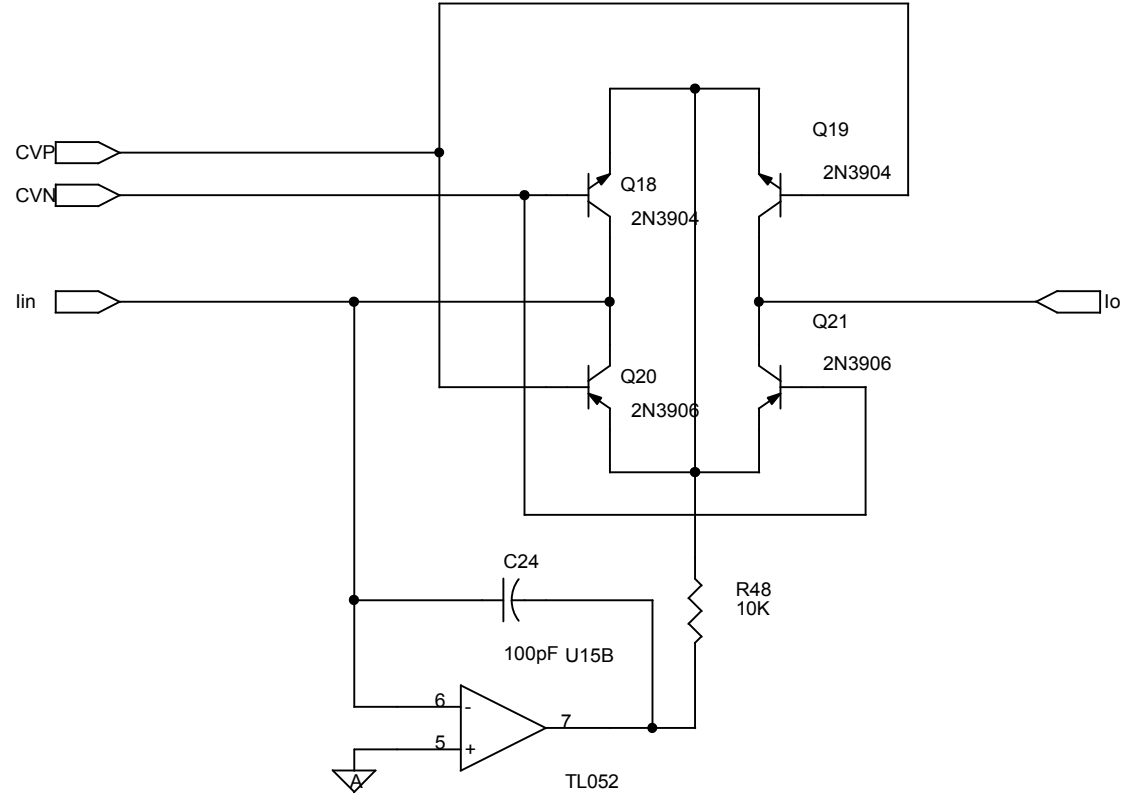 Q19
CVP
2N3904
CVN
Q18
2N3904
Iin
Io
Q21
2N3906
Q20
2N3906
C24
R48
10K
100pF U15B
6
-
7
5
+
A
TL052